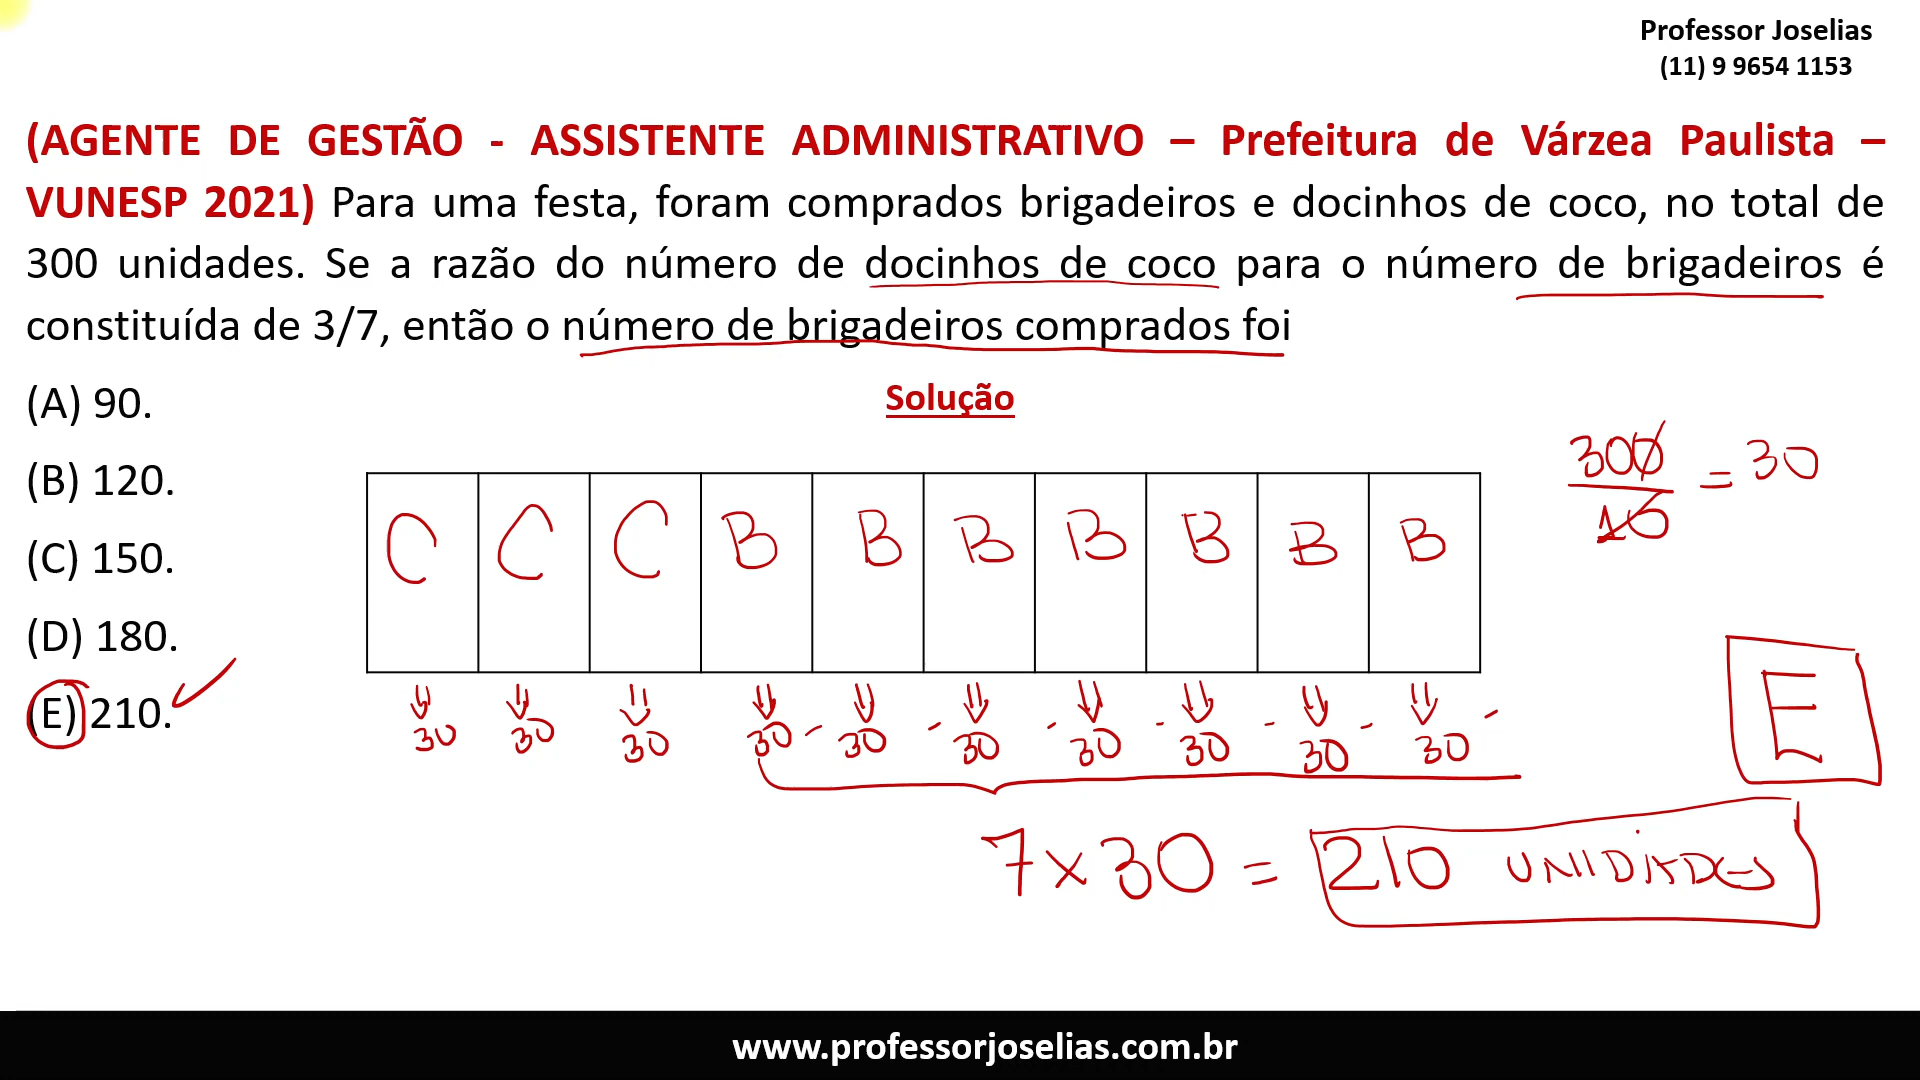 Professor Joselias
(11) 9 9654 1153
(AGENTE DE GESTÃO - ASSISTENTE ADMINISTRATIVO – Prefeitura de Várzea Paulista –
VUNESP 2021) Para uma festa, foram comprados brigadeiros e docinhos de coco, no total de
300 unidades. Se a razão do número de docinhos de coco para o número de brigadeiros é
constituída de 3/7, então o número de brigadeiros comprados foi
(A) 90.
Solução
(B) 120.
300/10 = 30
(C) 150.
C C C B B B B B B B
(D) 180.
(E) 210.
30 30 30 30 - 30 - 30 - 30 - 30 - 30 - 30 -
E
7 x 30 = 210 UNIDADES
www.professorjoselias.com.br